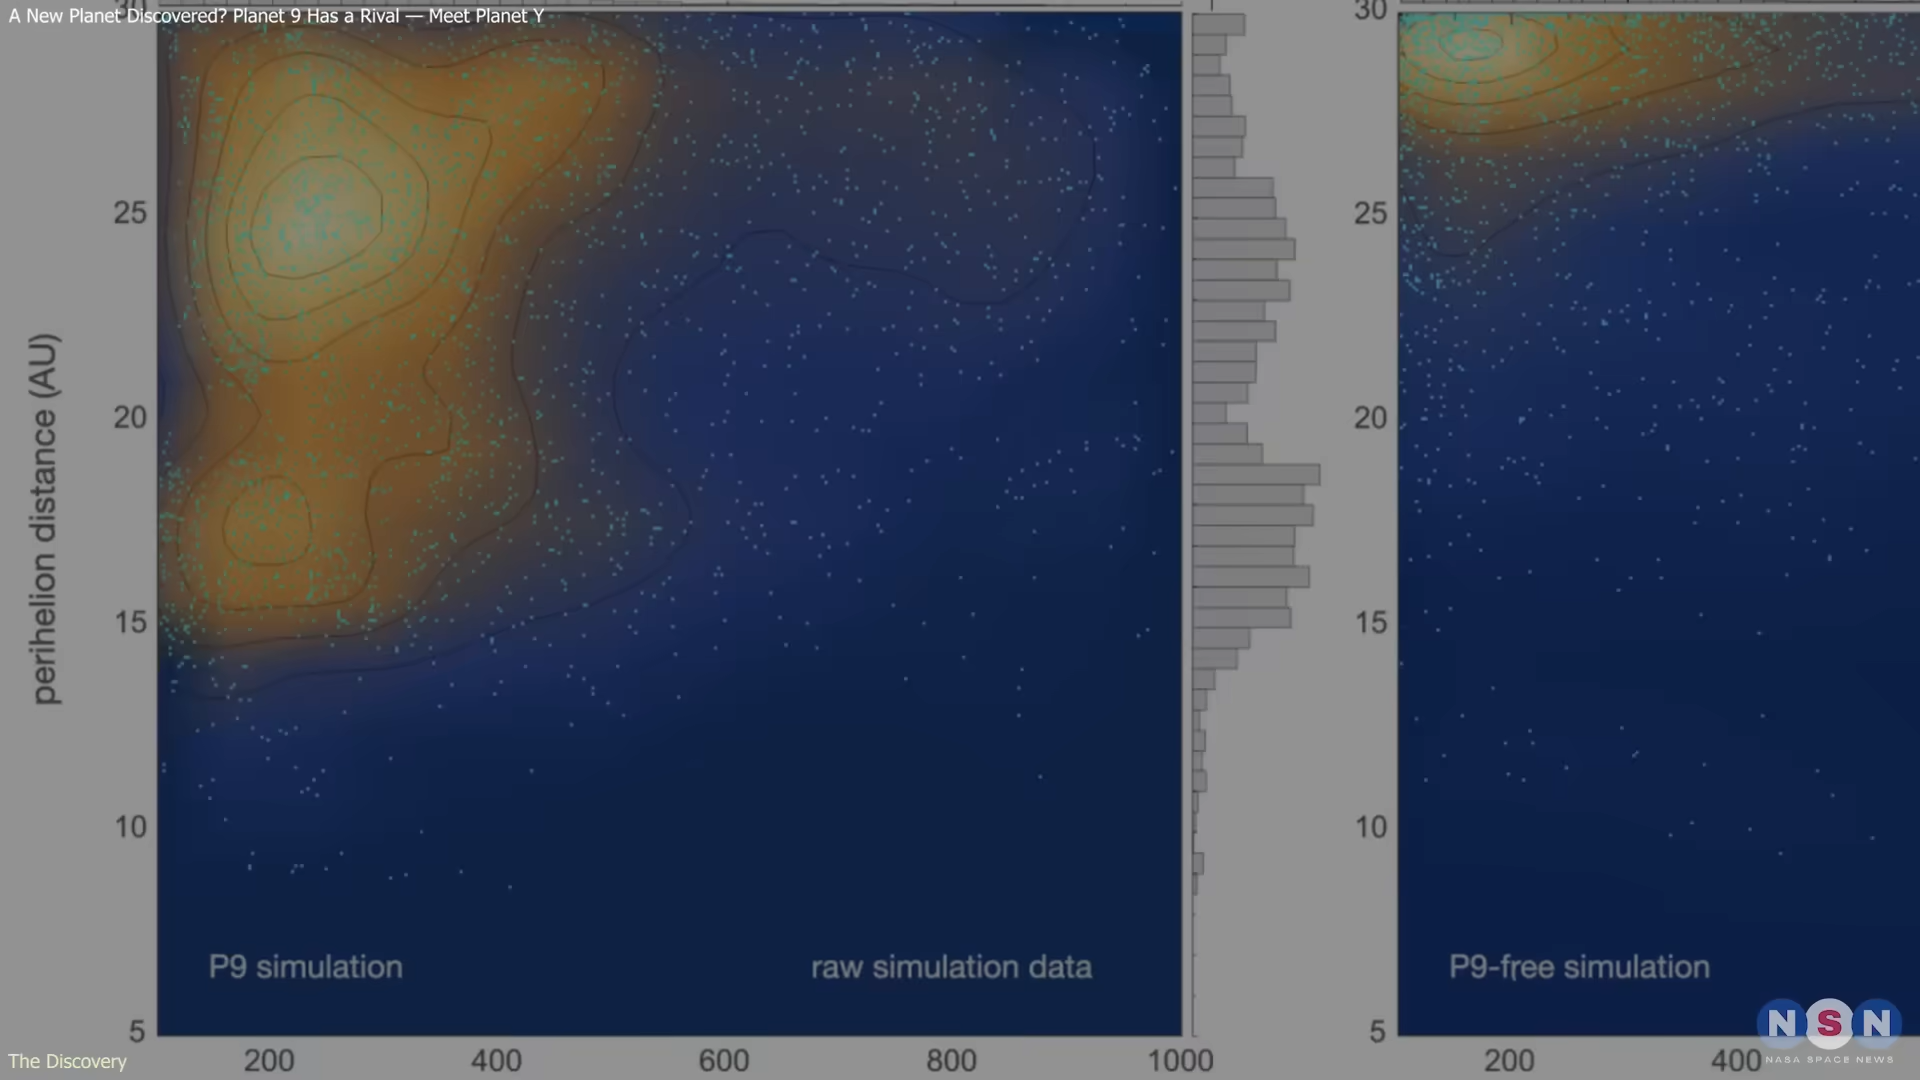 A New Planet Discovered? Planet 9 Has a Rival — Meet Planet Y
30
25
20
15
10
5
perihelion distance (AU)
P9 simulation
raw simulation data
200
400
600
800
1000
30
25
20
15
10
5
P9-free simulation
200
400
The Discovery
NSN
NASA SPACE NEWS